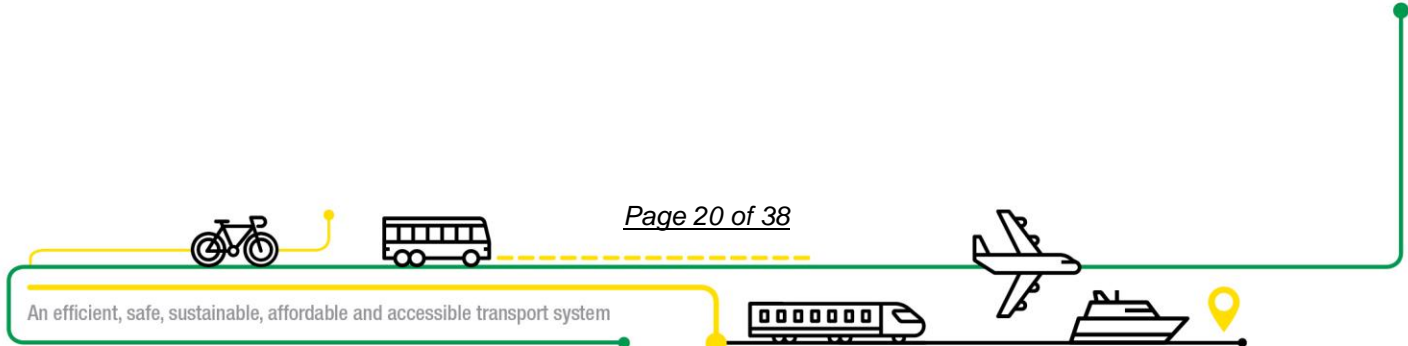 Page 20 of 38
An efficient, safe, sustainable, affordable and accessible transport system